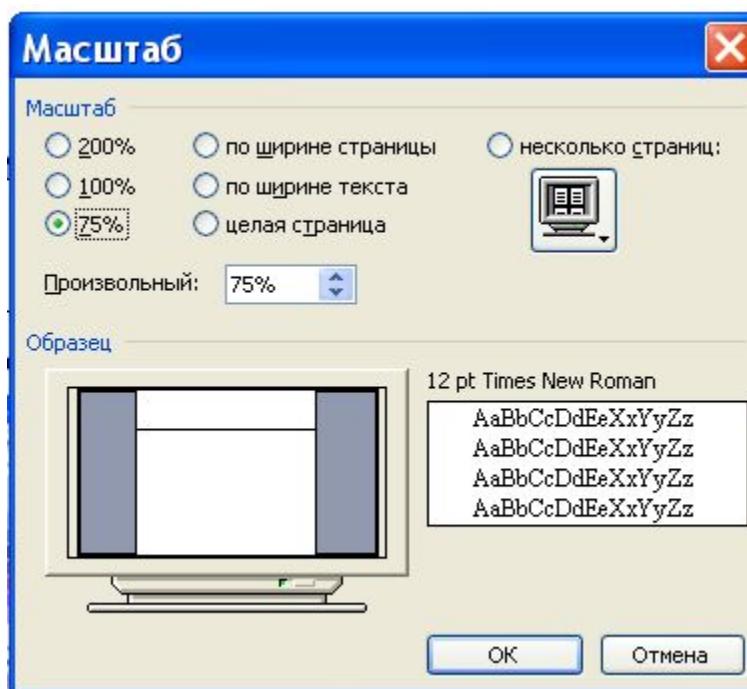 Масштаб
Масштаб
200% по ширине страницы несколько страниц:
100% по ширине текста
75% целая страница
Произвольный: 75%
Образец
12 pt Times New Roman
AaBbCcDdEeXxYyZz
AaBbCcDdEeXxYyZz
AaBbCcDdEeXxYyZz
AaBbCcDdEeXxYyZz
ОК Отмена